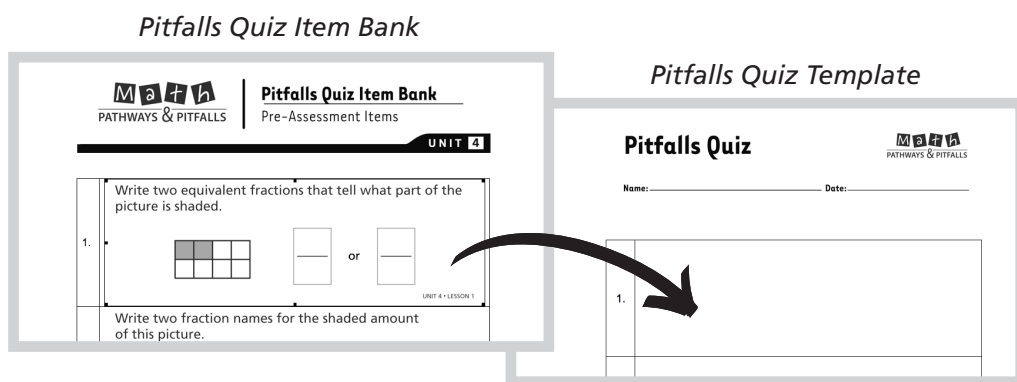 Pitfalls Quiz Item Bank
Math
PATHWAYS & PITFALLS
Pitfalls Quiz Item Bank
Pre-Assessment Items
UNIT 4
1.
Write two equivalent fractions that tell what part of the
picture is shaded.
or
UNIT 4 • LESSON 1
Write two fraction names for the shaded amount
of this picture.
Pitfalls Quiz Template
Pitfalls Quiz
Math
PATHWAYS & PITFALLS
Name: Date:
1.